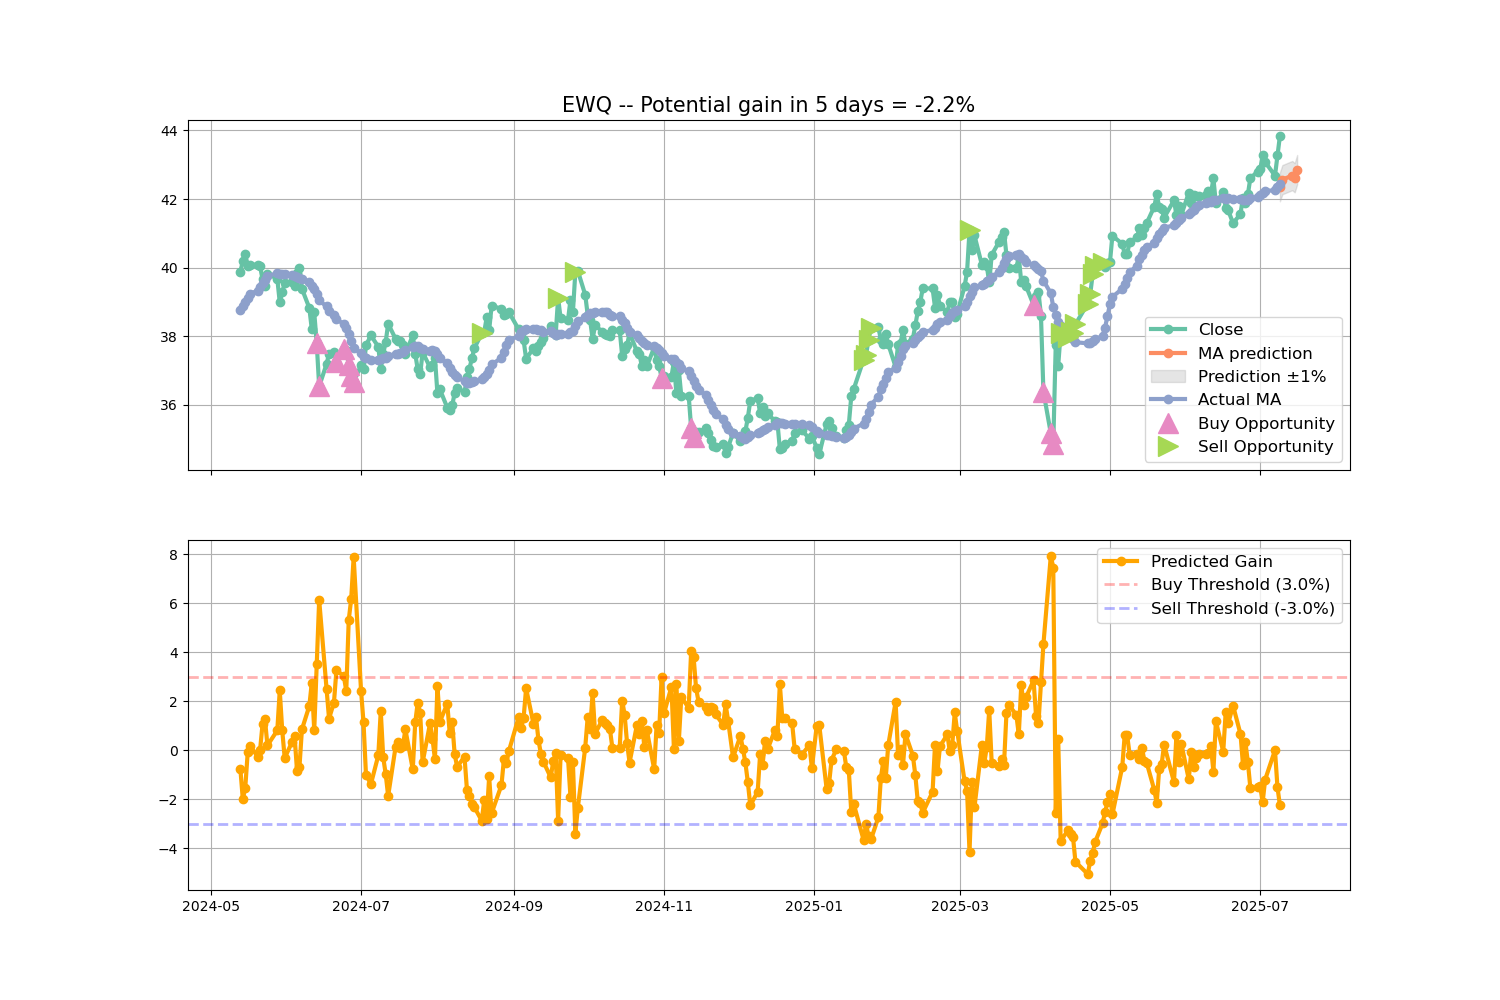 EWQ -- Potential gain in 5 days = -2.2%
44
42
40
38
36
Close
MA prediction
Prediction ±1%
Actual MA
Buy Opportunity
Sell Opportunity
8
6
4
2
0
−2
−4
Predicted Gain
Buy Threshold (3.0%)
Sell Threshold (-3.0%)
2024-05 2024-07 2024-09 2024-11 2025-01 2025-03 2025-05 2025-07